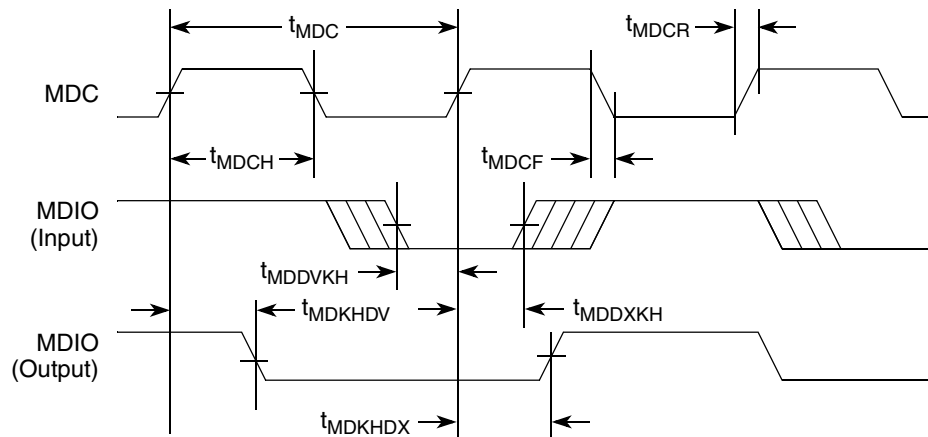 tMDC
tMDCR
MDC
tMDCH
tMDCF
MDIO
(Input)
tMDDVKH
tMDKHDV
tMDDXKH
MDIO
(Output)
tMDKHDX